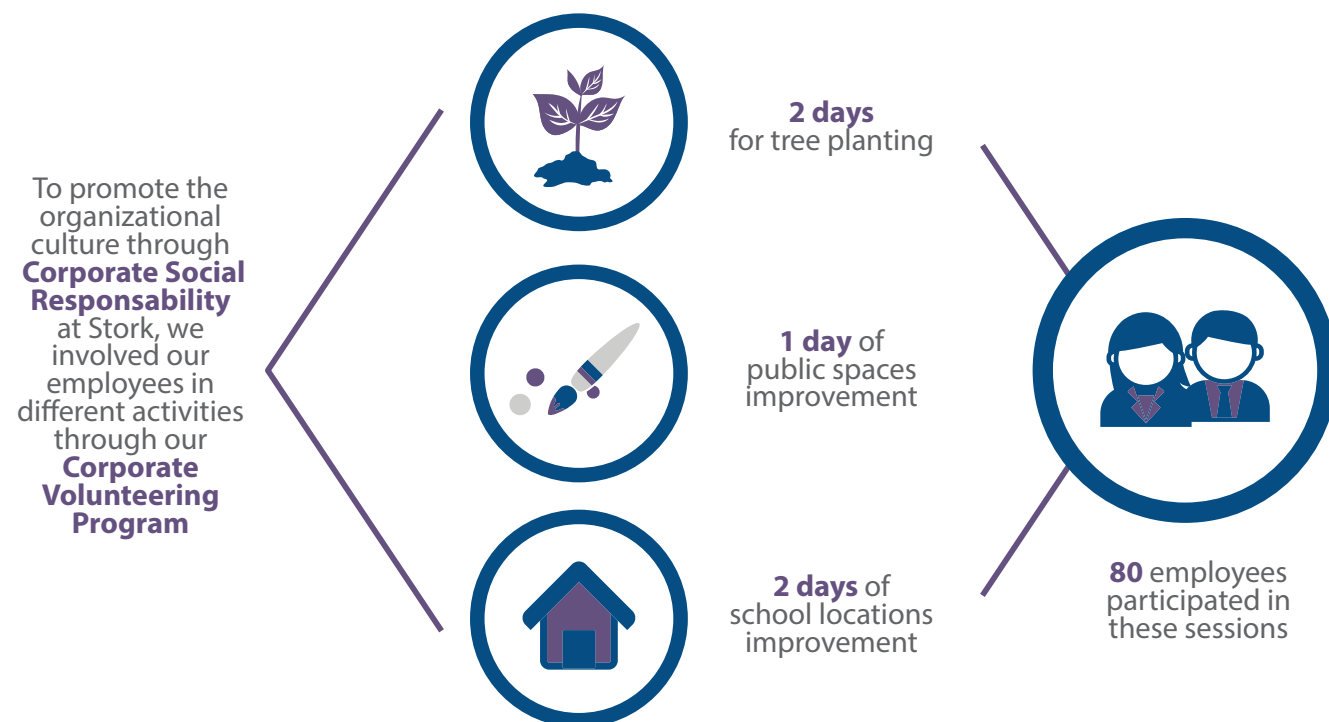 To promote the
organizational
culture through
Corporate Social
Responsability
at Stork, we
involved our
employees in
different activities
through our
Corporate
Volunteering
Program
2 days
for tree planting
1 day of
public spaces
improvement
2 days of
school locations
improvement
80 employees
participated in
these sessions